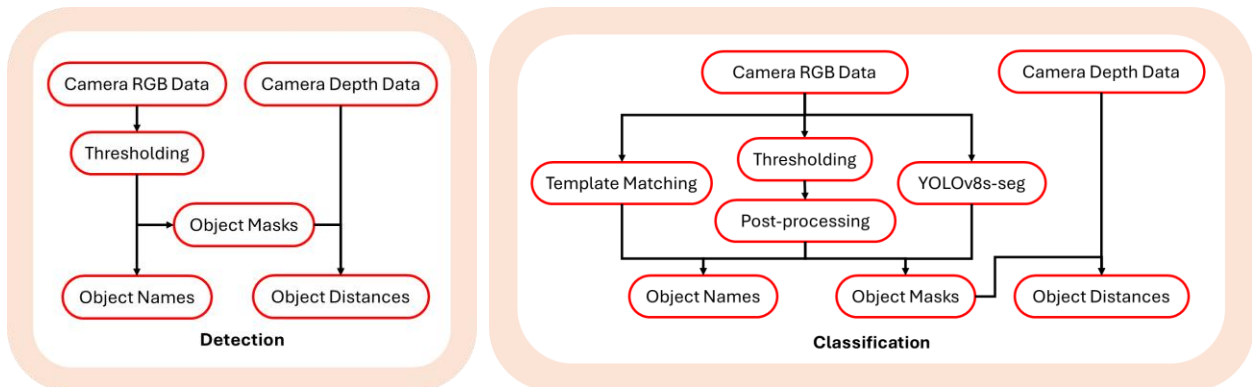 Camera RGB Data
Camera Depth Data
Thresholding
Object Masks
Object Names
Object Distances
Detection
Camera RGB Data
Camera Depth Data
Template Matching
Thresholding
YOLOv8s-seg
Post-processing
Object Names
Object Masks
Object Distances
Classification